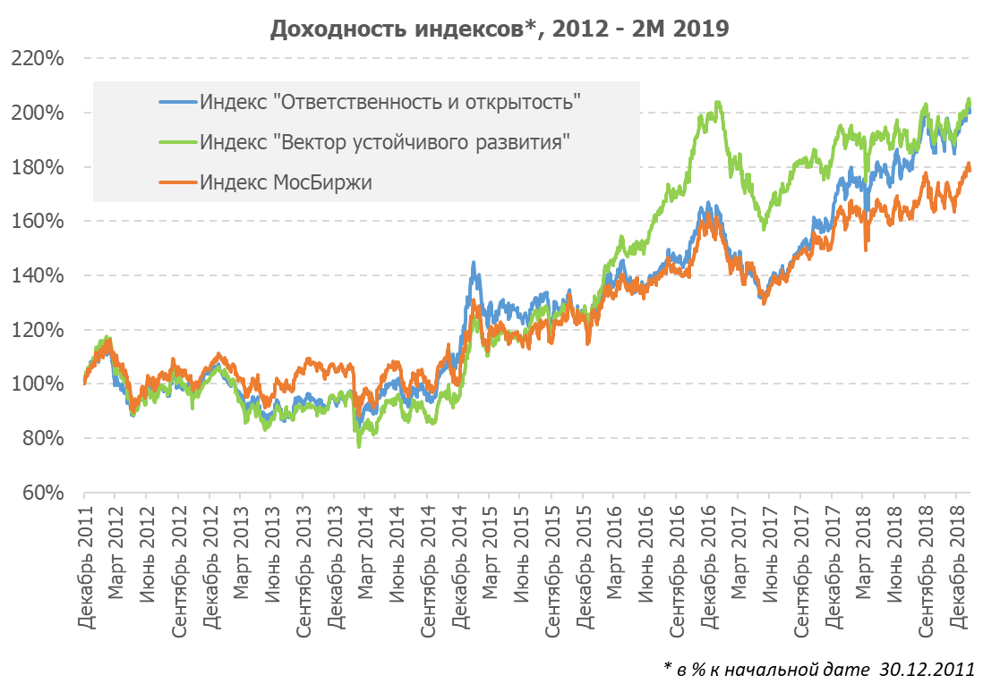 Доходность индексов*, 2012 - 2М 2019
220%
200%
180%
160%
140%
120%
100%
80%
60%
Индекс "Ответственность и открытость"
Индекс "Вектор устойчивого развития"
Индекс МосБиржи
Декабрь 2011
Март 2012
Июнь 2012
Сентябрь 2012
Декабрь 2012
Март 2013
Июнь 2013
Сентябрь 2013
Декабрь 2013
Март 2014
Июнь 2014
Сентябрь 2014
Декабрь 2014
Март 2015
Июнь 2015
Сентябрь 2015
Декабрь 2015
Март 2016
Июнь 2016
Сентябрь 2016
Декабрь 2016
Март 2017
Июнь 2017
Сентябрь 2017
Декабрь 2017
Март 2018
Июнь 2018
Сентябрь 2018
Декабрь 2018
* в % к начальной дате 30.12.2011